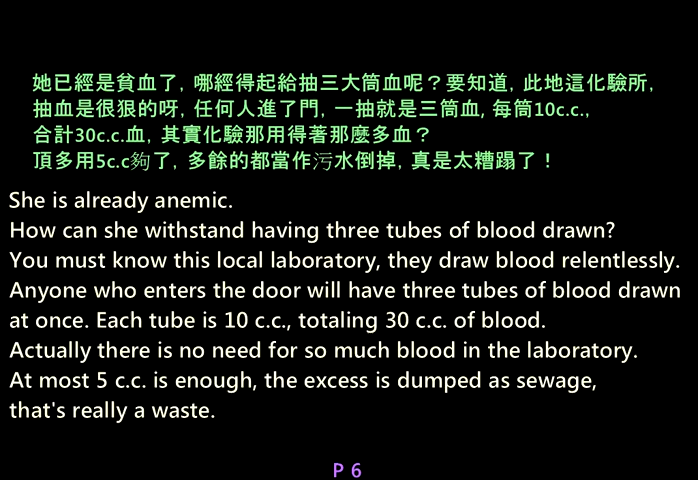 她已經是貧血了, 哪經得起給抽三大筒血呢？要知道, 此地這化驗所,
抽血是很狠的呀, 任何人進了門, 一抽就是三筒血, 每筒10c.c.,
合計30c.c.血, 其實化驗那用得著那麼多血？
頂多用5c.c夠了, 多餘的都當作污水倒掉, 真是太糟蹋了！
She is already anemic.
How can she withstand having three tubes of blood drawn?
You must know this local laboratory, they draw blood relentlessly.
Anyone who enters the door will have three tubes of blood drawn
at once. Each tube is 10 c.c., totaling 30 c.c. of blood.
Actually there is no need for so much blood in the laboratory.
At most 5 c.c. is enough, the excess is dumped as sewage,
that's really a waste.
P 6